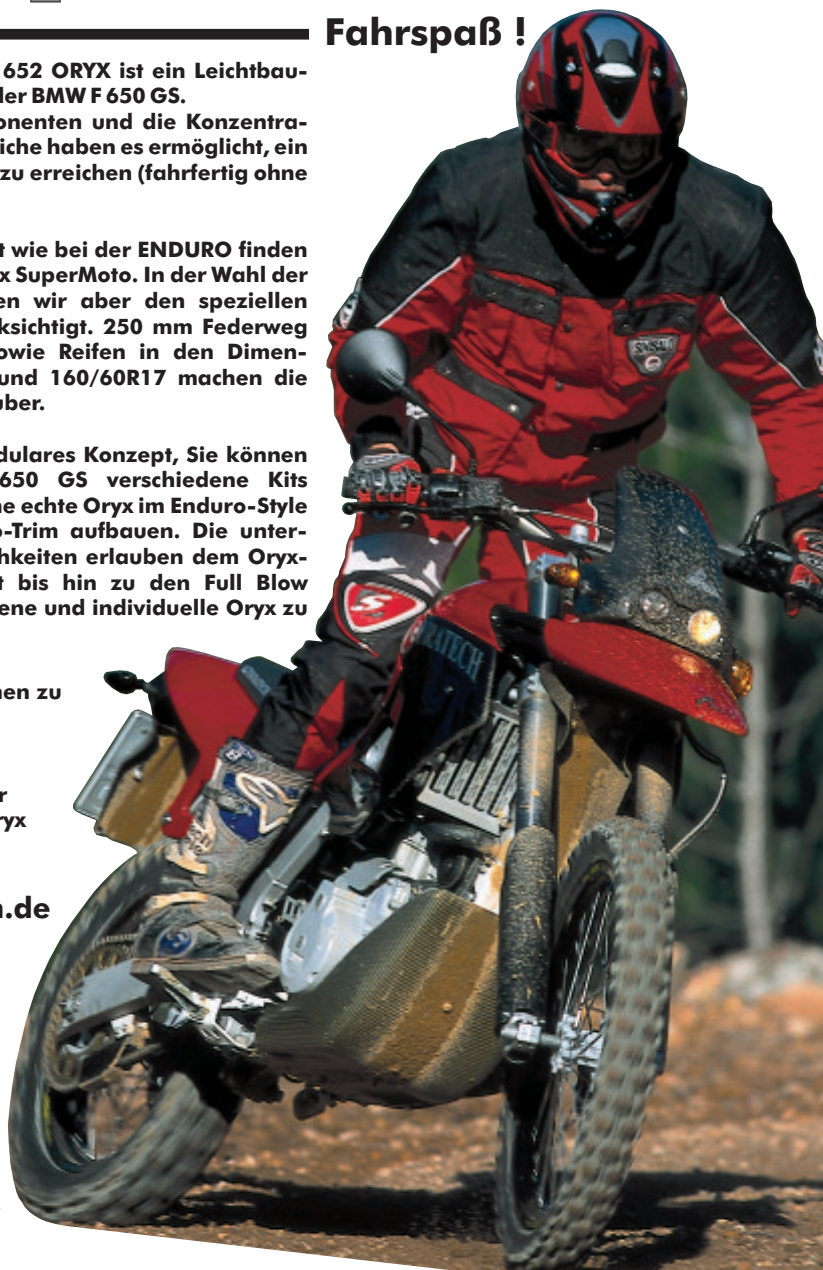 Fahrspaß !
652 ORYX ist ein Leichtbau-
der BMW F 650 GS.
onenten und die Konzentra-
iche haben es ermöglicht, ein
zu erreichen (fahrfertig ohne
t wie bei der ENDURO finden
x SuperMoto. In der Wahl der
en wir aber den speziellen
ksichtigt. 250 mm Federweg
owie Reifen in den Dimen-
und 160/60R17 machen die
uber.
dulares Konzept, Sie können
650 GS verschiedene Kits
ne echte Oryx im Enduro-Style
o-Trim aufbauen. Die unter-
chkeiten erlauben dem Oryx-
t bis hin zu den Full Blow
ene und individuelle Oryx zu
nen zu
r
ryx
n.de
RATECH